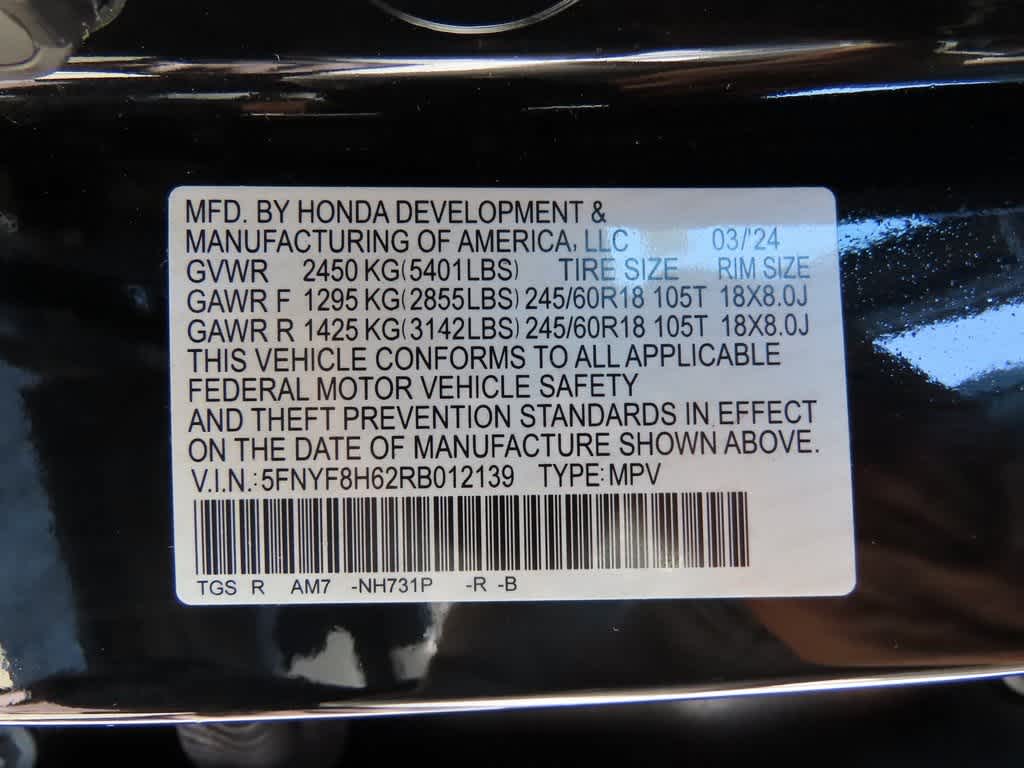 MFD. BY HONDA DEVELOPMENT &
MANUFACTURING OF AMERICA, LLC 03/'24
GVWR 2450 KG(5401LBS) TIRE SIZE RIM SIZE
GAWR F 1295 KG(2855LBS) 245/60R18 105T 18X8.0J
GAWR R 1425 KG(3142LBS) 245/60R18 105T 18X8.0J
THIS VEHICLE CONFORMS TO ALL APPLICABLE
FEDERAL MOTOR VEHICLE SAFETY
AND THEFT PREVENTION STANDARDS IN EFFECT
ON THE DATE OF MANUFACTURE SHOWN ABOVE.
V.I.N.:5FNYF8H62RB012139 TYPE:MPV
TGS R AM7 -NH731P -R -B